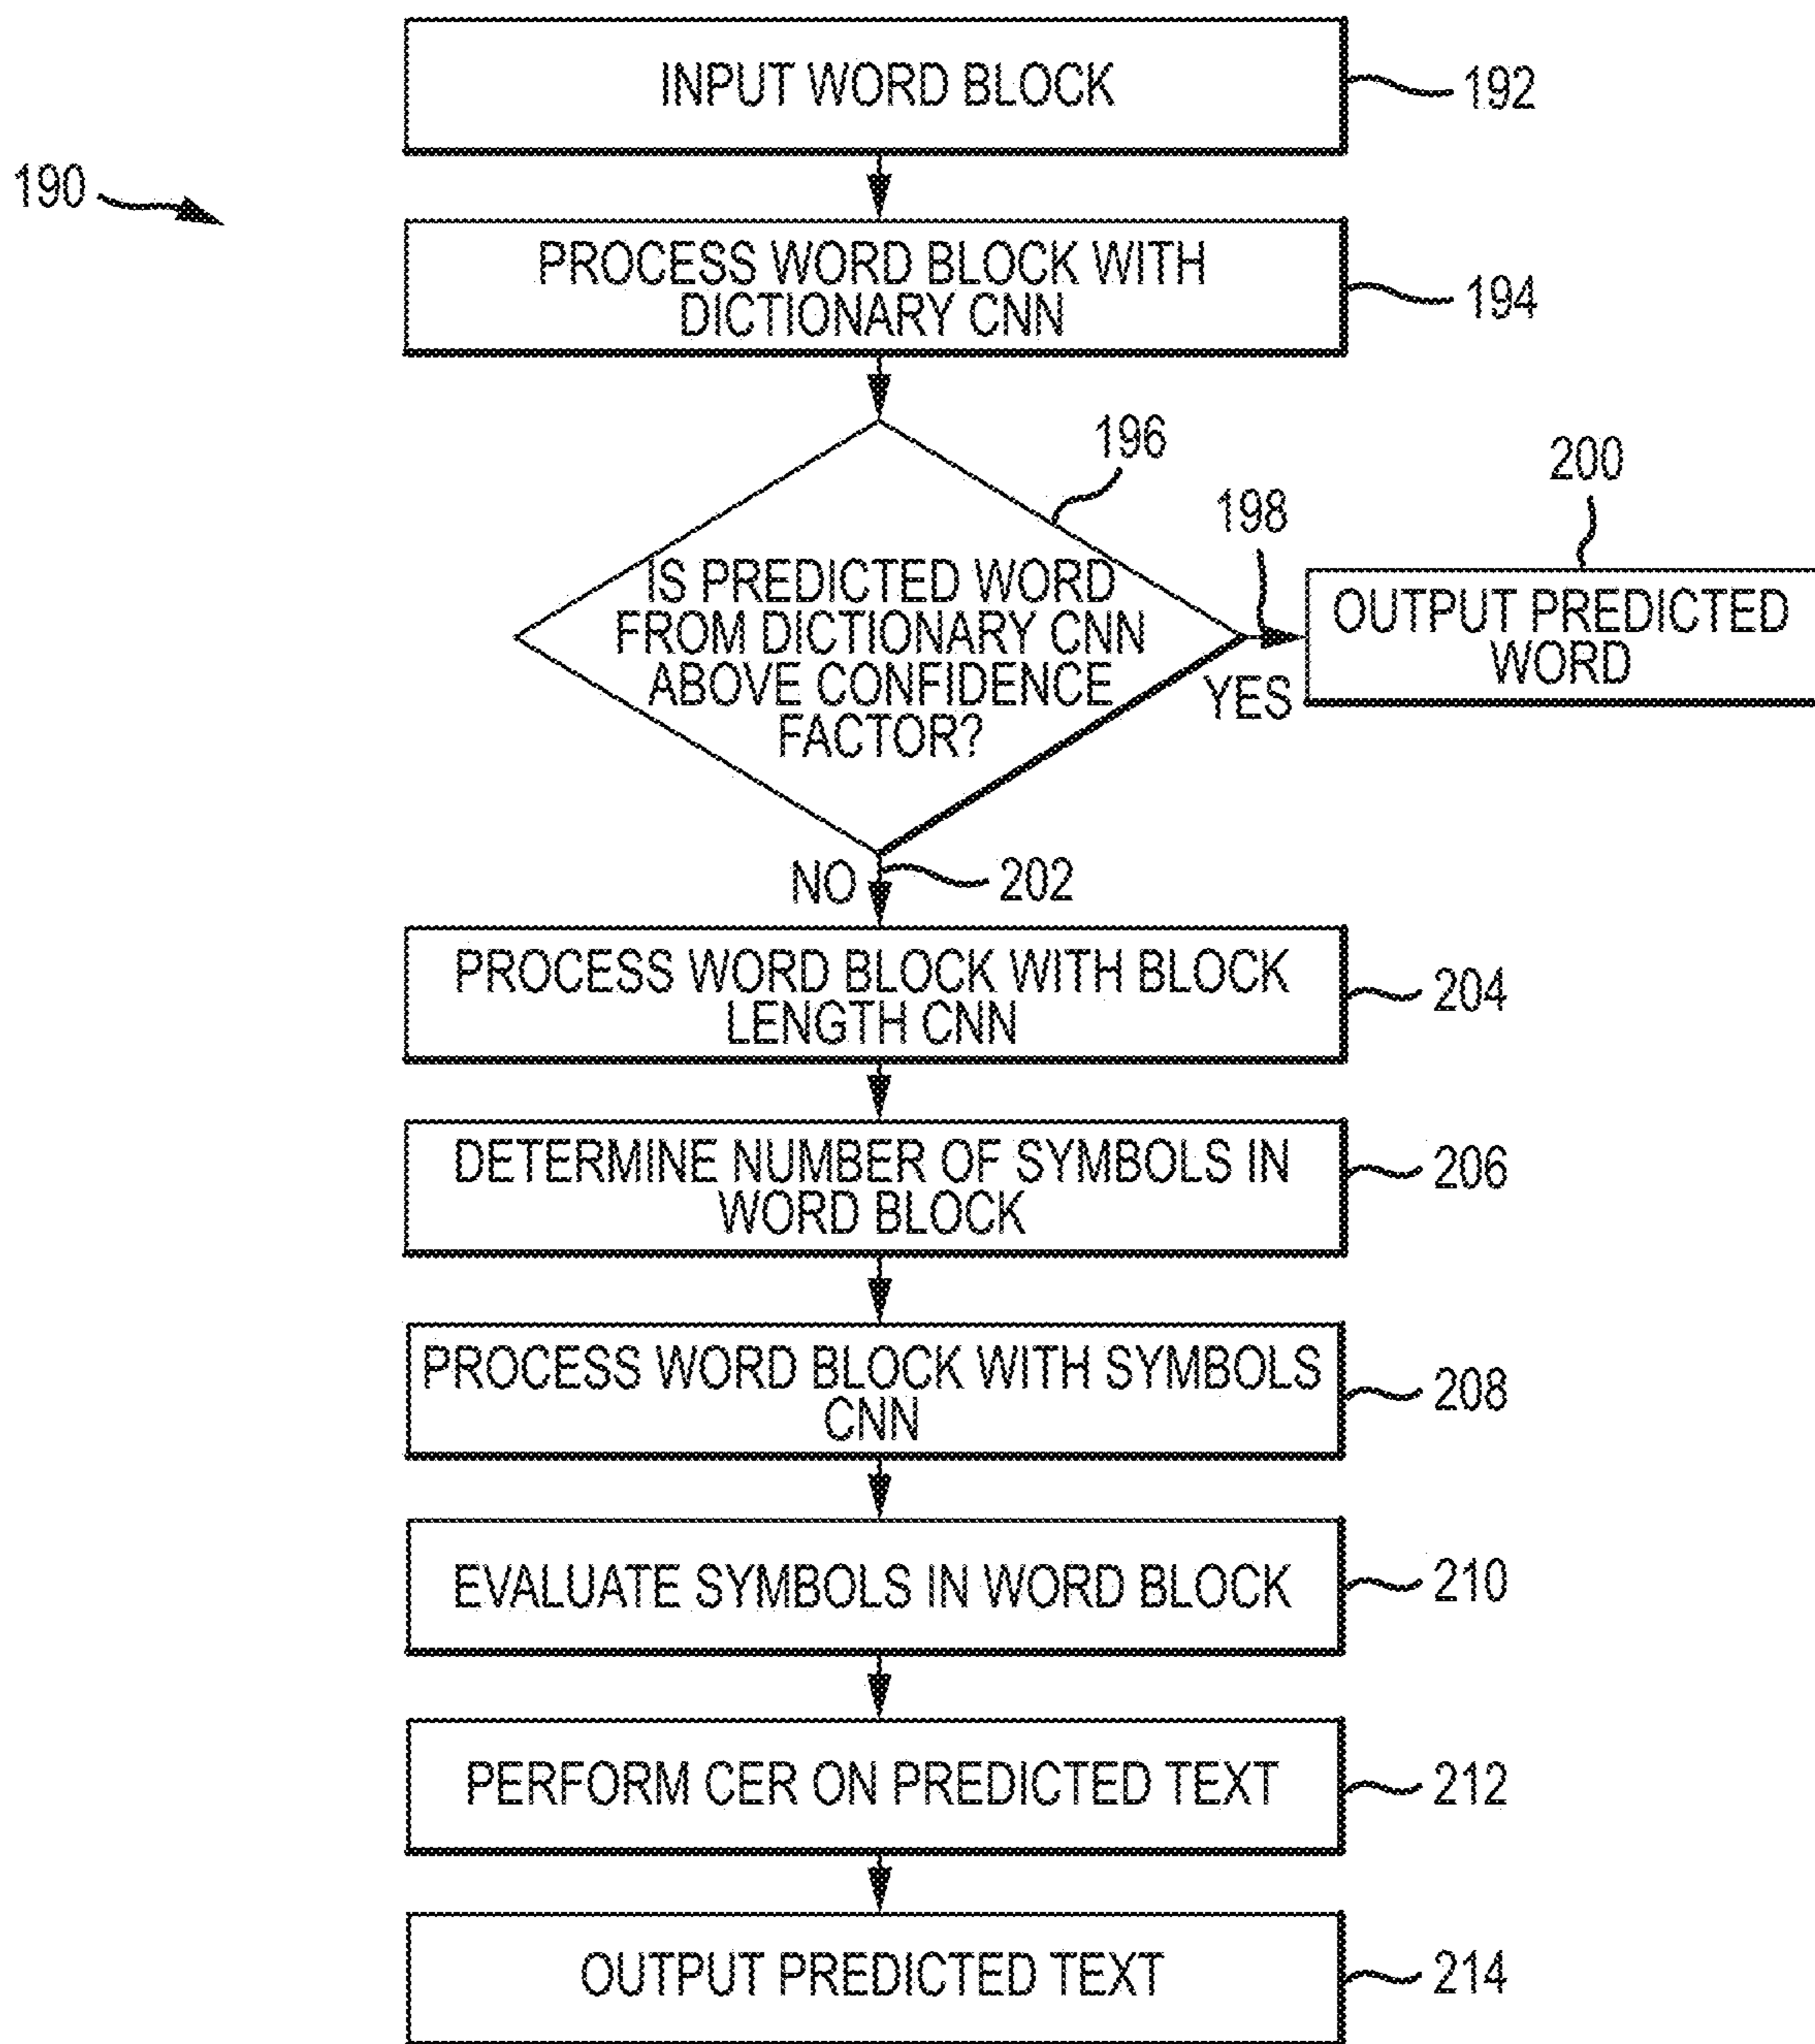 INPUT WORD BLOCK
192
190
PROCESS WORD BLOCK WITH
DICTIONARY CNN
194
196
198
200
IS PREDICTED WORD
FROM DICTIONARY CNN
ABOVE CONFIDENCE
FACTOR?
YES
OUTPUT PREDICTED
WORD
NO
202
PROCESS WORD BLOCK WITH BLOCK
LENGTH CNN
204
DETERMINE NUMBER OF SYMBOLS IN
WORD BLOCK
206
PROCESS WORD BLOCK WITH SYMBOLS
CNN
208
EVALUATE SYMBOLS IN WORD BLOCK
210
PERFORM CER ON PREDICTED TEXT
212
OUTPUT PREDICTED TEXT
214